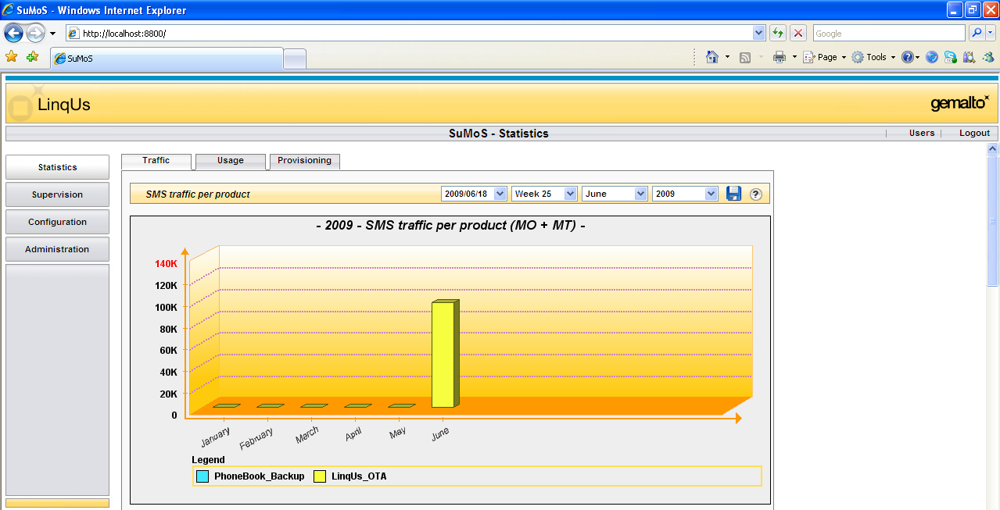 SuMoS - Windows Internet Explorer
http://localhost:8800/
Google
SuMoS
Page
Tools
LinqUs
gemalto
SuMoS - Statistics
Users
Logout
Statistics
Supervision
Configuration
Administration
Traffic
Usage
Provisioning
SMS traffic per product
2009/06/18
Week 25
June
2009
- 2009 - SMS traffic per product (MO + MT) -
140K
120K
100K
80K
60K
40K
20K
0
January
February
March
April
May
June
Legend
PhoneBook_Backup
LinqUs_OTA